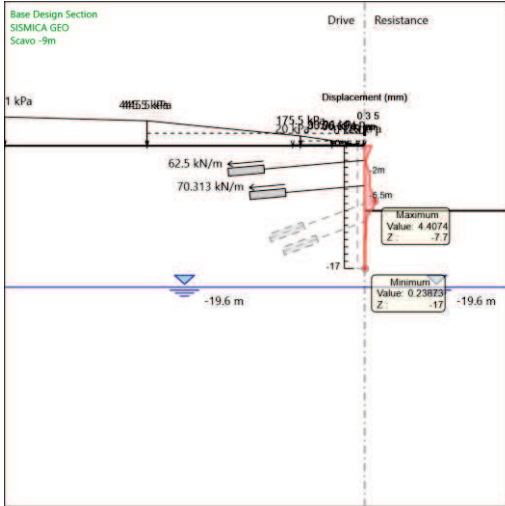 Base Design Section
SISMICA GEO
Scavo -9m
Drive
Resistance
Displacement (mm)
0 3 5
1 kPa
175.5 kPa
20 kPa
62.5 kN/m
-2m
70.313 kN/m
-5.5m
Maximum
Value: 4.4074
Z : -7.7
-17
Minimum
Value: 0.23873
Z : -17
-19.6 m
-19.6 m